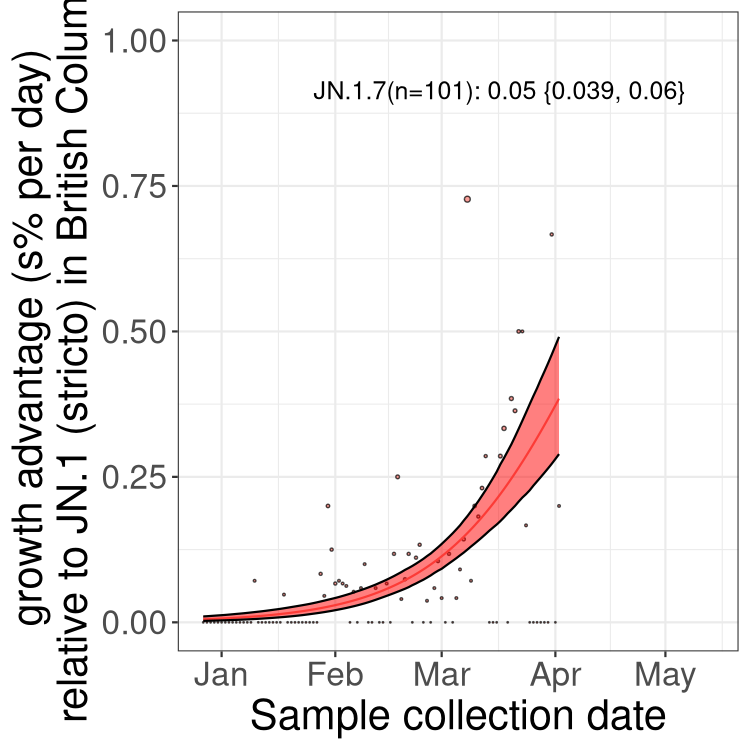 growth advantage (s% per day)
relative to JN.1 (stricto) in British Colum
1.00
0.75
0.50
0.25
0.00
JN.1.7(n=101): 0.05 {0.039, 0.06}
Jan Feb Mar Apr May
Sample collection date